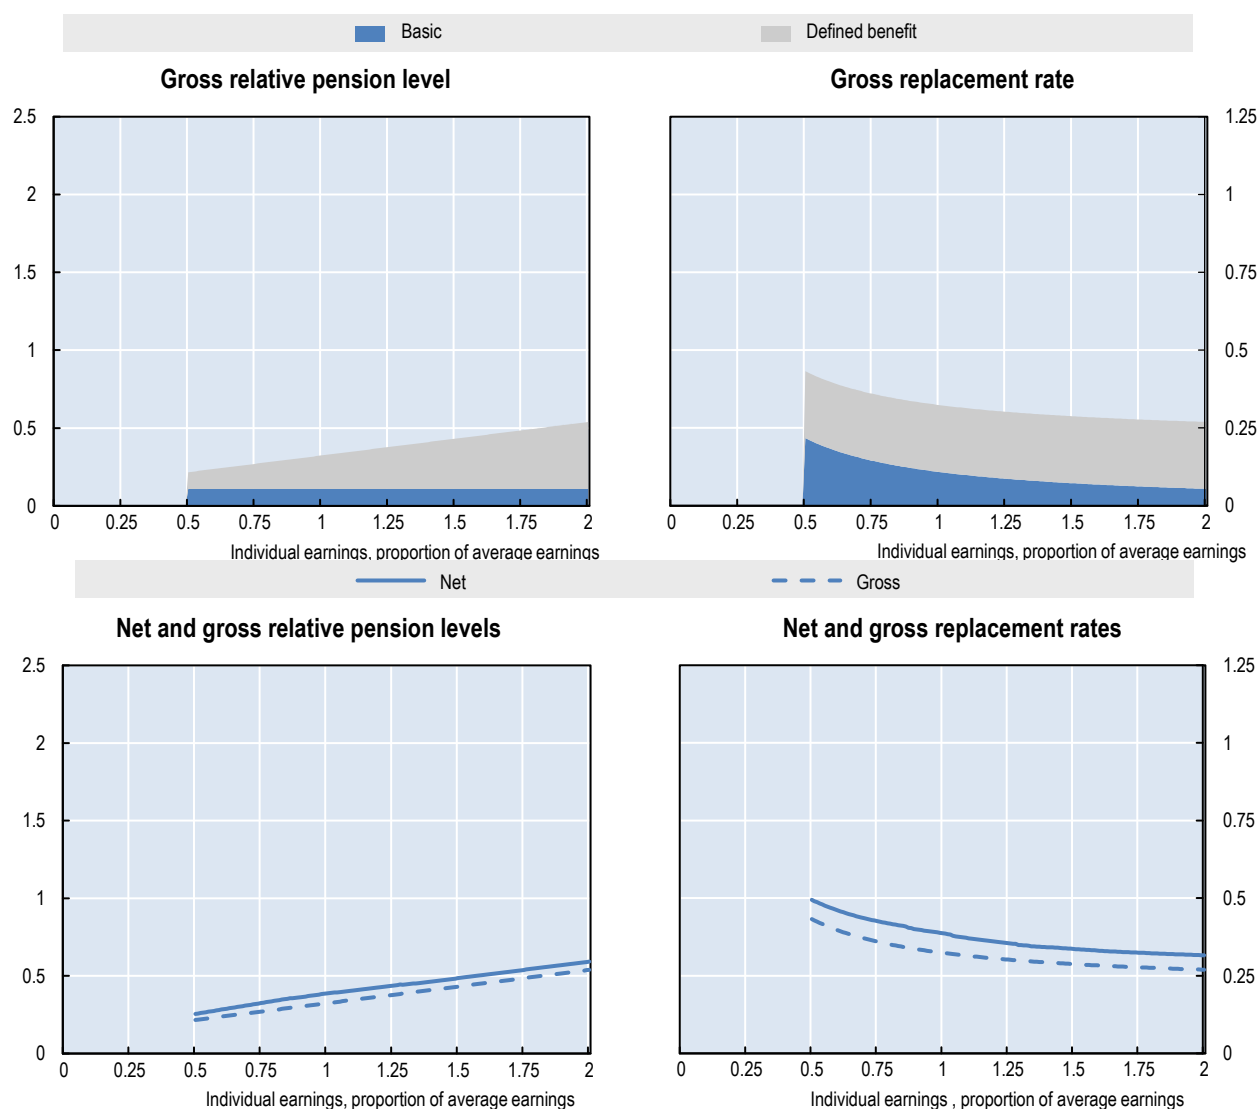 Basic Defined benefit
Gross relative pension level
2.5
2
1.5
1
0.5
0
0 0.25 0.5 0.75 1 1.25 1.5 1.75 2
Individual earnings, proportion of average earnings
Gross replacement rate
1.25
1
0.75
0.5
0.25
0
0 0.25 0.5 0.75 1 1.25 1.5 1.75 2
Individual earnings, proportion of average earnings
Net Gross
Net and gross relative pension levels
2.5
2
1.5
1
0.5
0
0 0.25 0.5 0.75 1 1.25 1.5 1.75 2
Individual earnings, proportion of average earnings
Net and gross replacement rates
1.25
1
0.75
0.5
0.25
0
0 0.25 0.5 0.75 1 1.25 1.5 1.75 2
Individual earnings , proportion of average earnings